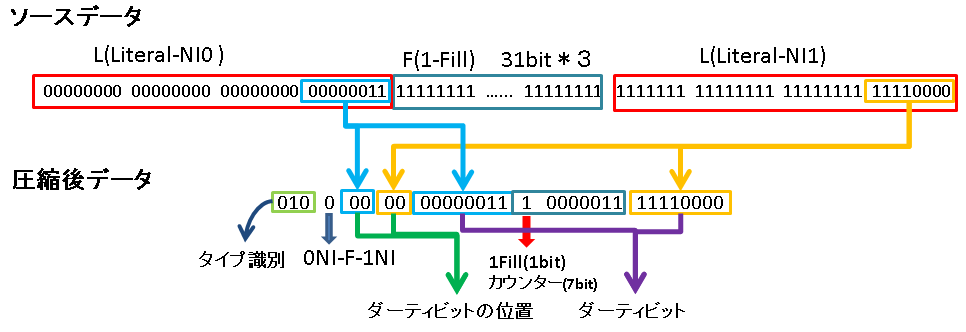 ソースデータ
L(Literal-NI0 )
F(1-Fill) 31bit * 3
L(Literal-NI1)
00000000 00000000 00000000 00000011 11111111 …… 11111111 1111111 11111111 11111111 11110000
圧縮後データ
010 0 00 00 00000011 1 0000011 11110000
タイプ識別
0NI-F-1NI
1Fill(1bit)
カウンター(7bit)
ダーティビットの位置
ダーティビット